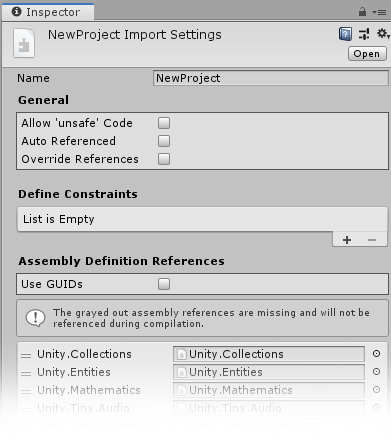 Inspector
NewProject Import Settings
Open
Name NewProject
General
Allow 'unsafe' Code
Auto Referenced
Override References
Define Constraints
List is Empty
+ −
Assembly Definition References
Use GUIDs
The grayed out assembly references are missing and will not
be referenced during compilation.
Unity.Collections Unity.Collections
Unity.Entities Unity.Entities
Unity.Mathematics Unity.Mathematics
Unity.Tiny.Audio Unity.Tiny.Audio